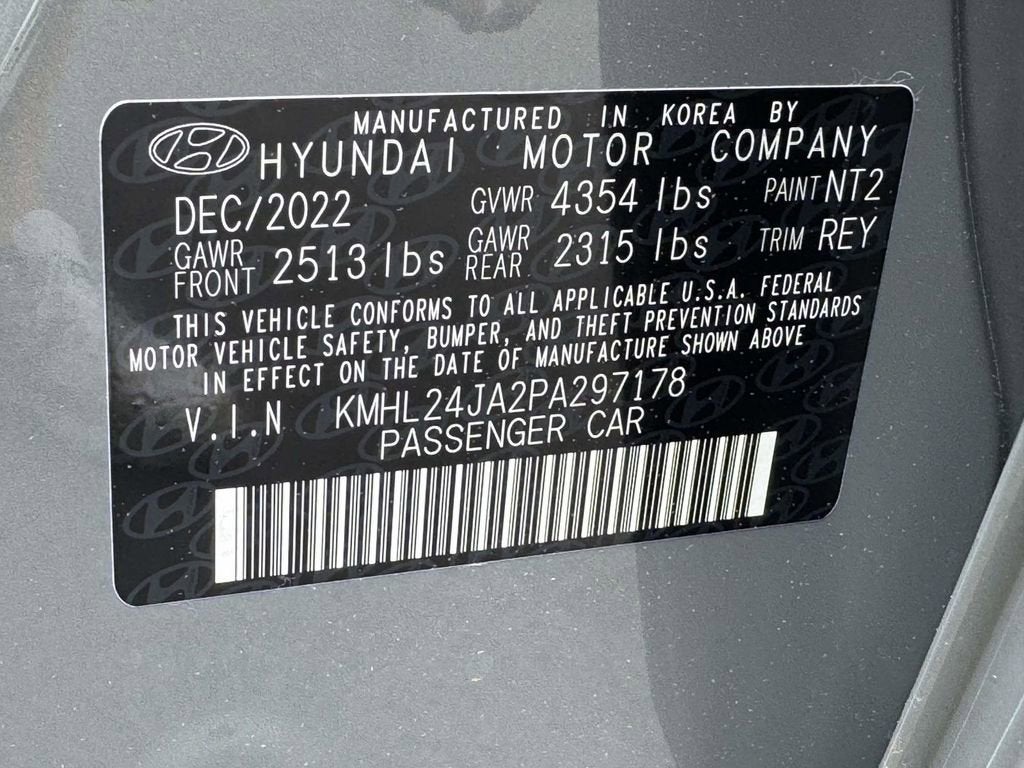 MANUFACTURED IN KOREA BY
HYUNDAI MOTOR COMPANY
DEC/2022 GVWR 4354 lbs PAINT NT2
GAWR FRONT 2513 lbs GAWR REAR 2315 lbs TRIM REY
THIS VEHICLE CONFORMS TO ALL APPLICABLE U.S.A. FEDERAL
MOTOR VEHICLE SAFETY, BUMPER, AND THEFT PREVENTION STANDARDS
IN EFFECT ON THE DATE OF MANUFACTURE SHOWN ABOVE
V.I.N KMHL24JA2PA297178
PASSENGER CAR